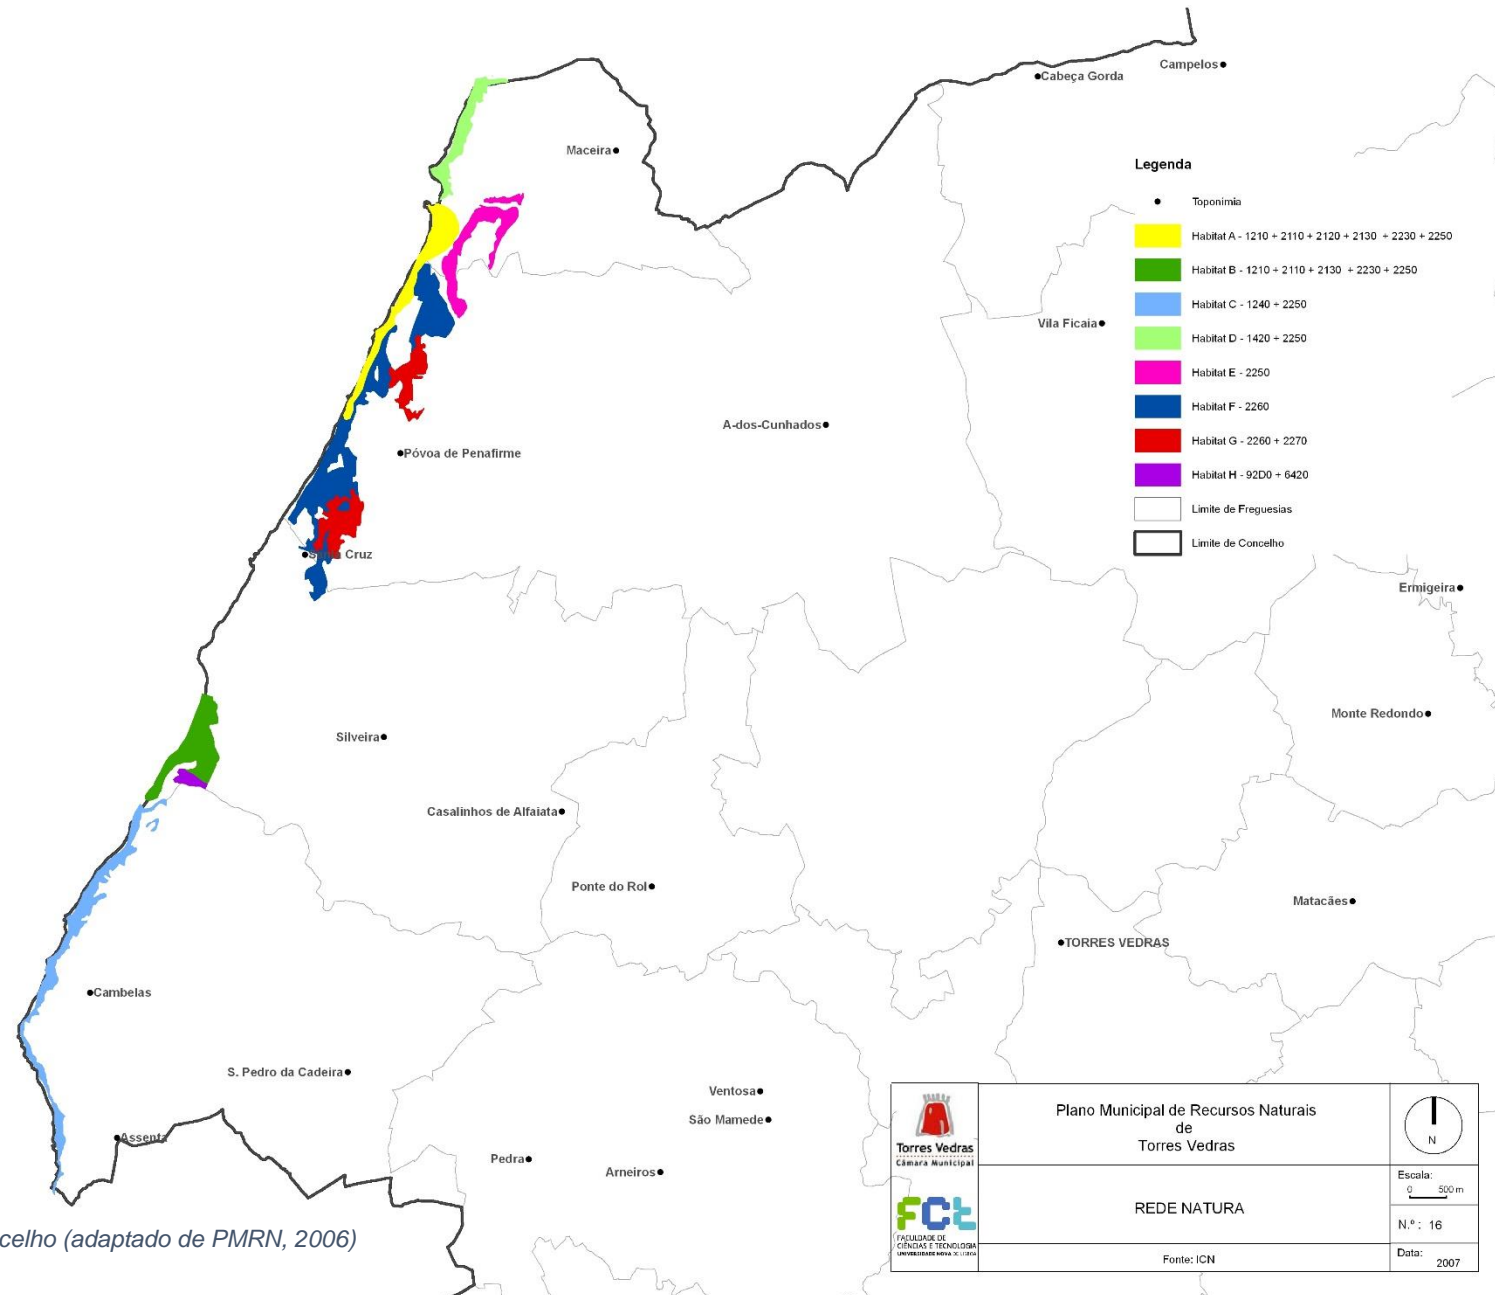 Campelos
Cabeça Gorda
Maceira
Legenda
Toponimia
Habitat A - 1210 + 2110 + 2120 + 2130 + 2230 + 2250
Habitat B - 1210 + 2110 + 2130 + 2230 + 2250
Habitat C - 1240 + 2250
Habitat D - 1420 + 2250
Habitat E - 2250
Habitat F - 2260
Habitat G - 2260 + 2270
Habitat H - 92D0 + 6420
Limite de Freguesias
Limite de Concelho
Vila Ficaia
A-dos-Cunhados
Póvoa de Penafirme
Cruz
Ermigeira
Monte Redondo
Silveira
Casalinhos de Alfaiata
Ponte do Rol
Matacães
TORRES VEDRAS
Cambelas
S. Pedro da Cadeira
Ventosa
São Mamede
Assenta
Pedra
Arneiros
Torres Vedras
Câmara Municipal
Plano Municipal de Recursos Naturais
de
Torres Vedras
N
Escala:
0 500 m
FCt
FACULDADE DE
CIÊNCIAS E TECNOLOGIA
UNIVERSIDADE NOVA DE LISBOA
REDE NATURA
N.º : 16
Fonte: ICN
Data:
2007
celho (adaptado de PMRN, 2006)